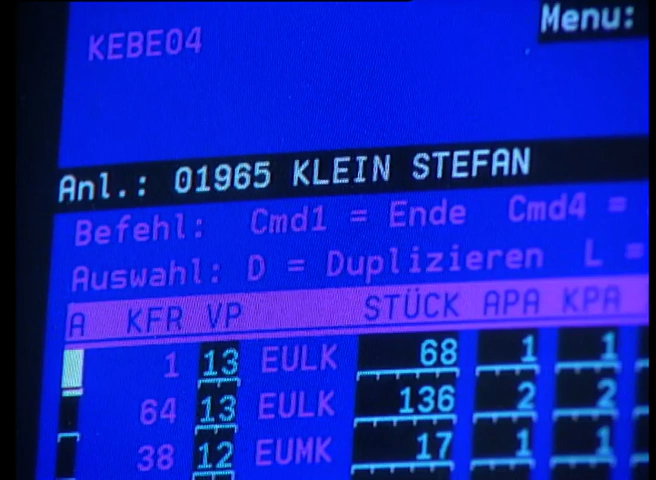 Menu:
KEBE04
Anl.: 01965 KLEIN STEFAN
Befehl: Cmd1 = Ende Cmd4 =
Auswahl: D = Duplizieren L =
A KFR VP STÜCK APA KPA
1 13 EULK 68 1 1
64 13 EULK 136 2 2
38 12 EUMK 17 1 1